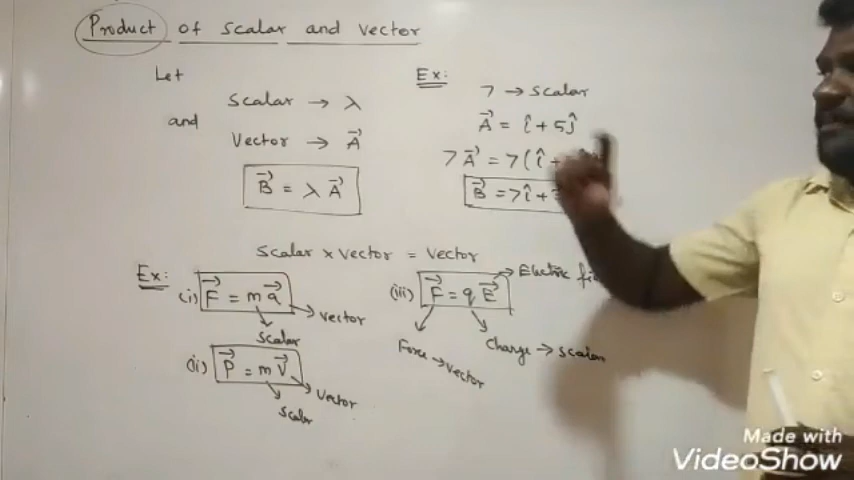 Product of scalar and vector
Let
Scalar → λ
and
Vector → A⃗
B⃗ = λ A⃗
Ex:
7 → scalar
A⃗ = î + 5ĵ
7 A⃗ = 7(î +
B⃗ = 7î +
Scalar × vector = vector
Ex:
(i) F⃗ = m a⃗
vector
scalar
(ii) P⃗ = m V⃗
vector
scalar
(iii) F⃗ = q E⃗
Electric
Force → vector
Charge → scalar
Made with
VideoShow